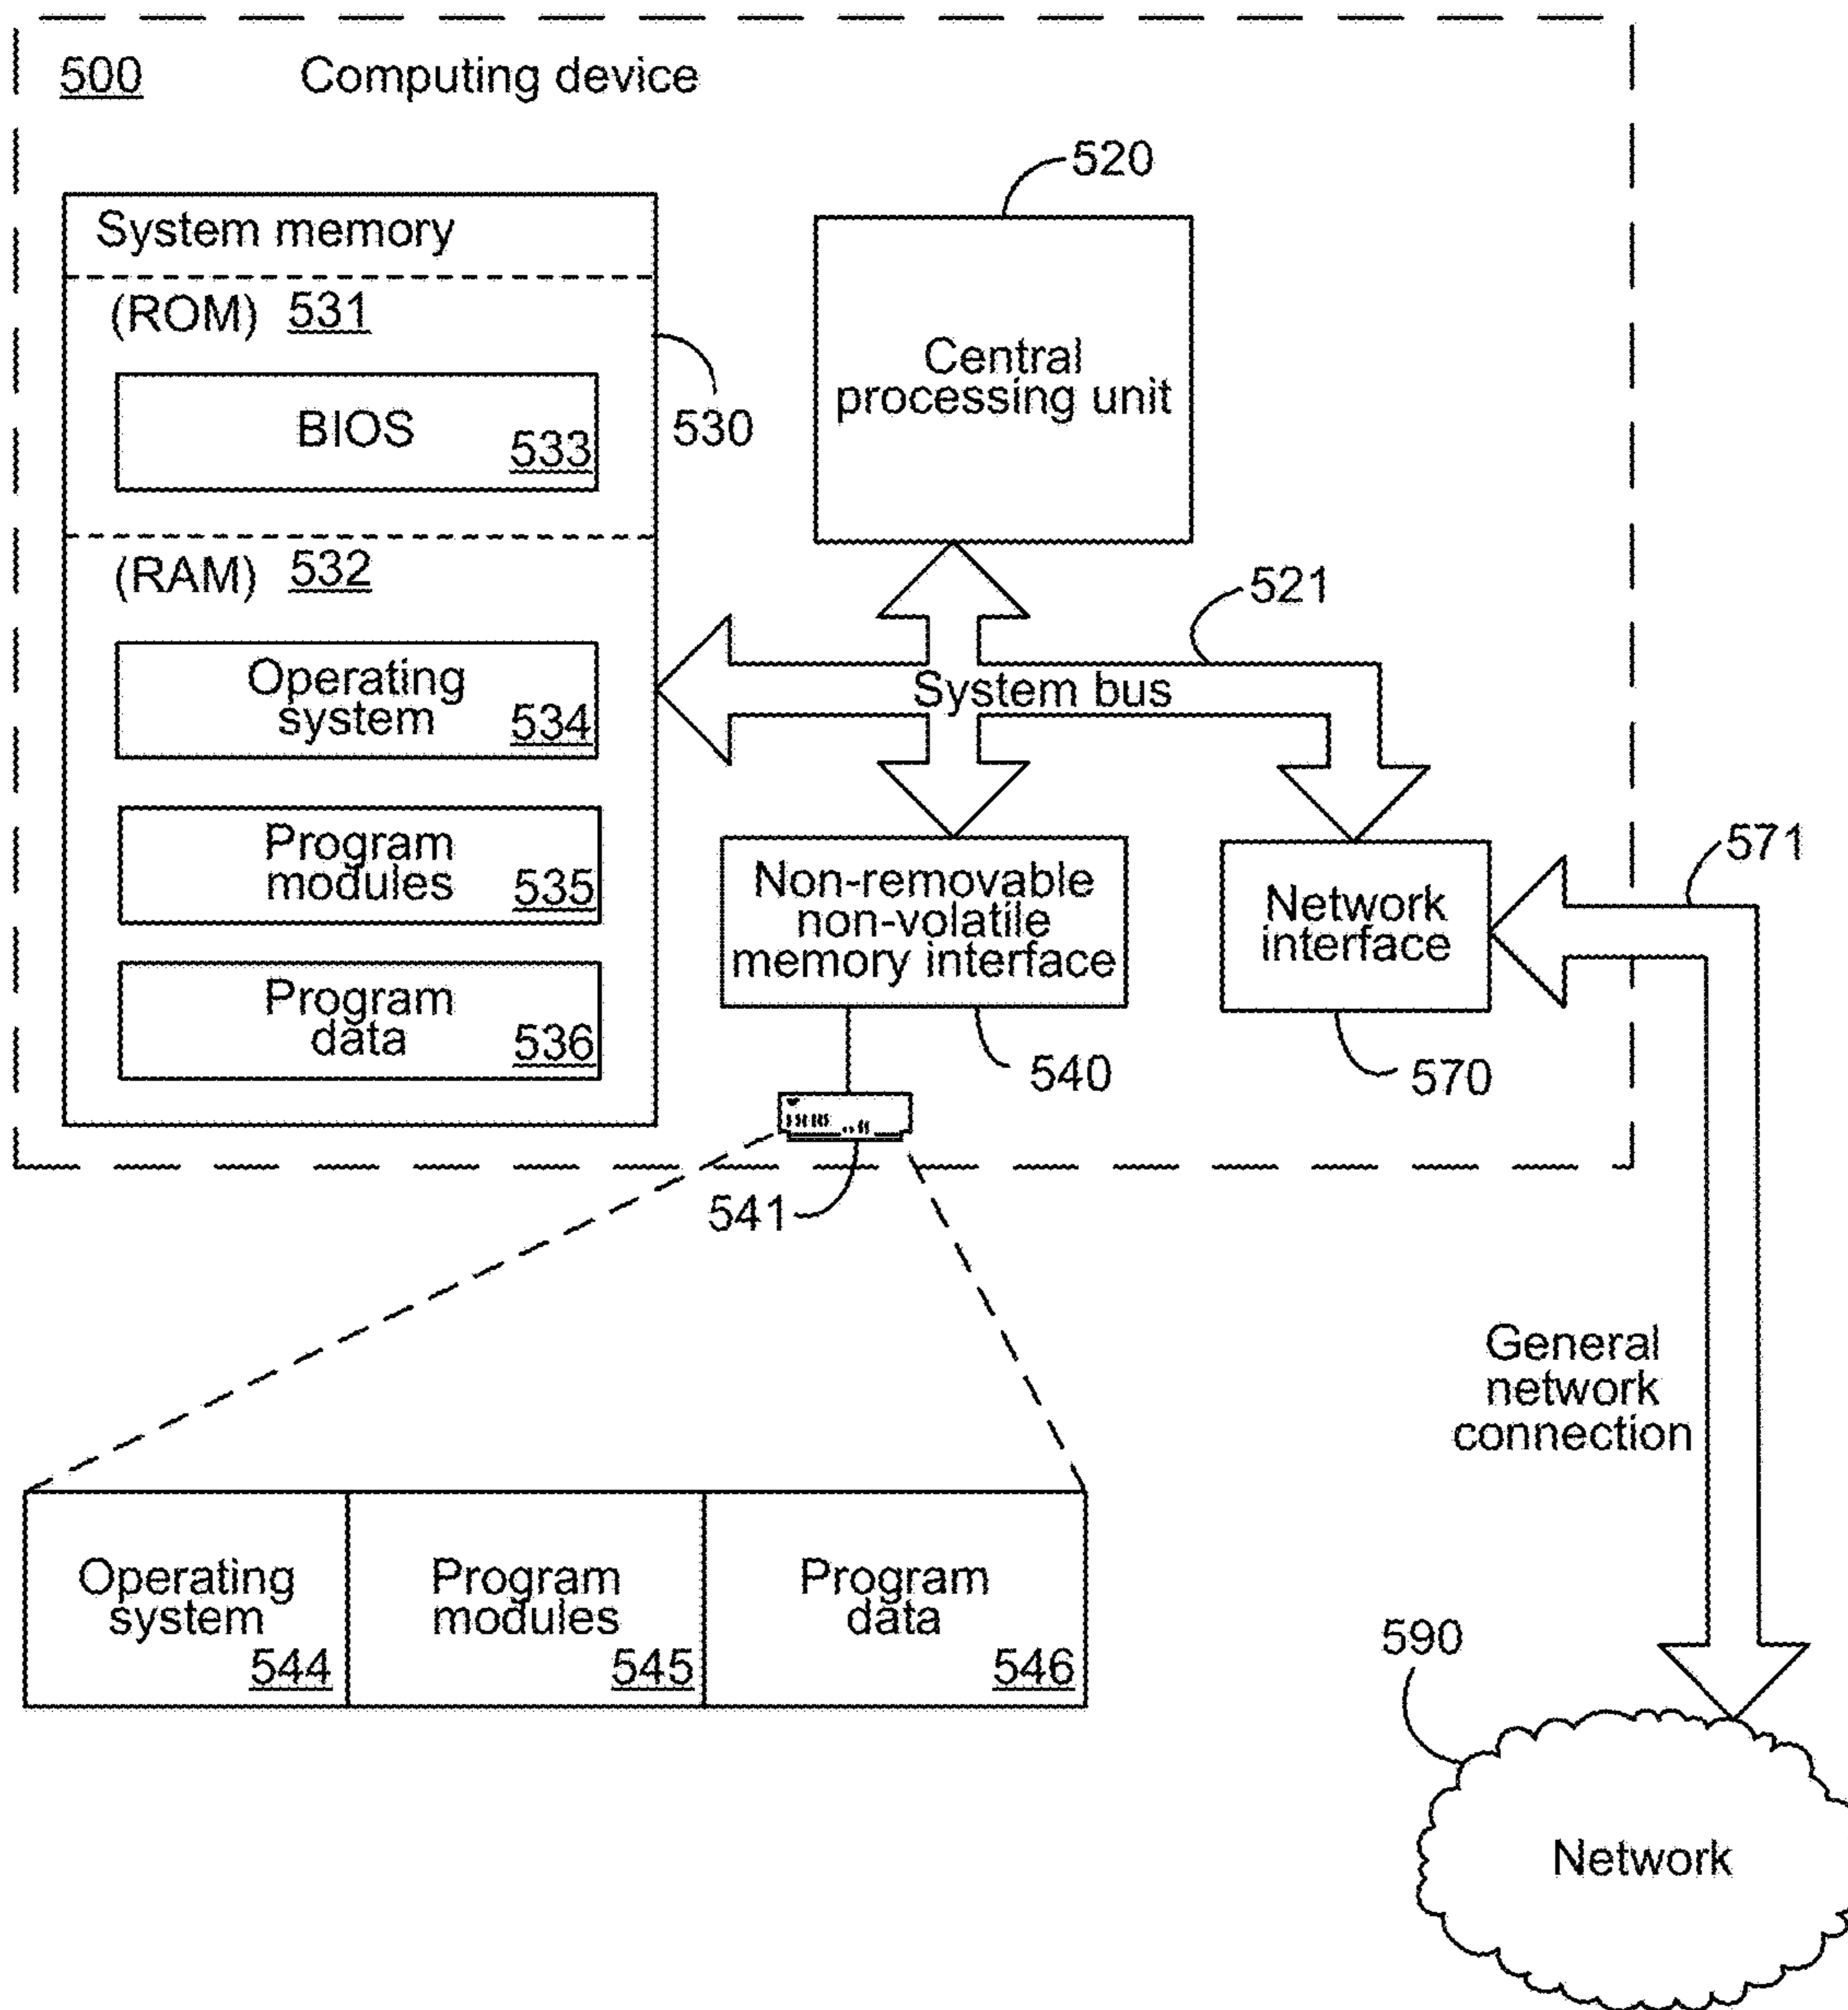 500 Computing device
520
System memory
(ROM) 531
BIOS
533
530
Central
processing unit
(RAM) 532
521
Operating
system
534
System bus
Program
modules
535
Non-removable
non-volatile
memory interface
Network
interface
571
Program
data
536
540
570
541
General
network
connection
Operating
system
544
Program
modules
545
Program
data
546
590
Network